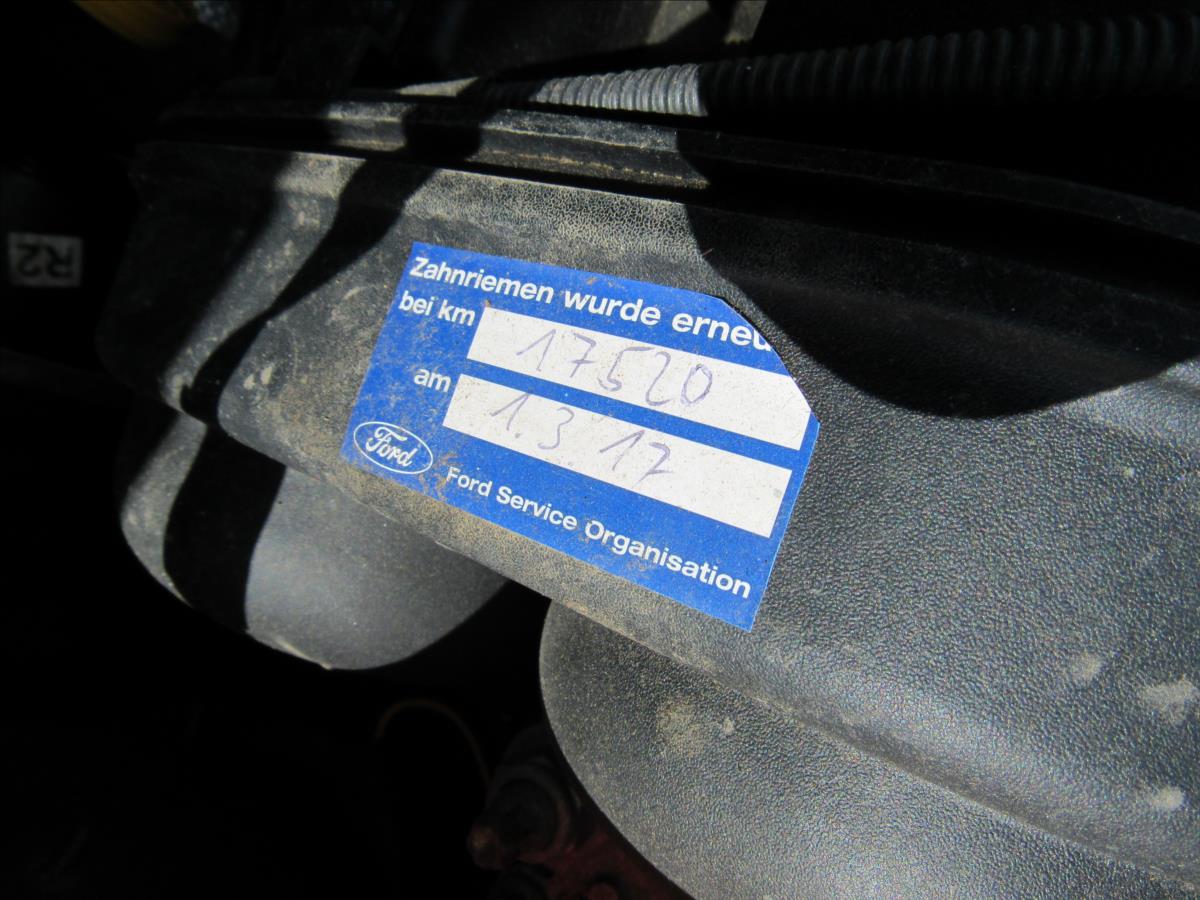 Zahnriemen wurde erneu
bei km 17520
am 1.3.17
Ford
Ford Service Organisation
R2